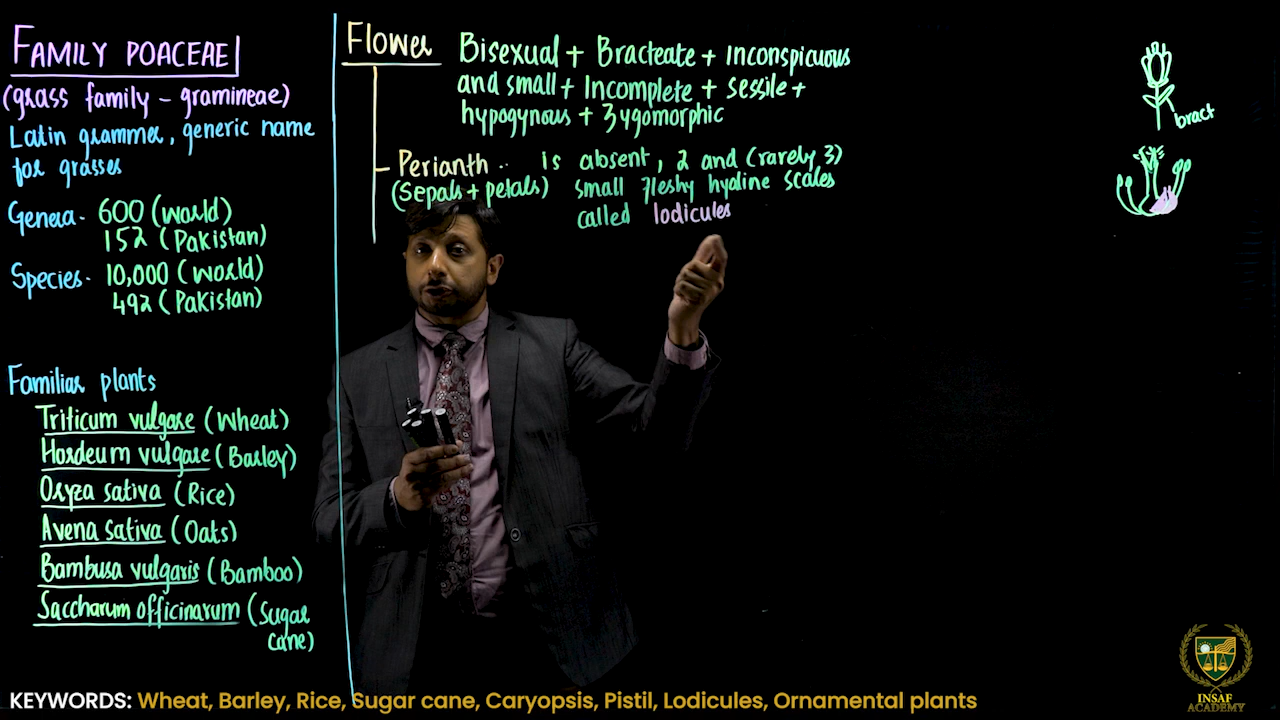 FAMILY POACEAE
(grass family - gramineae)
Latin grammer, generic name
for grasses
Genera - 600 (world)
152 (Pakistan)
Species - 10,000 (world)
492 (Pakistan)
Familiar plants
Triticum vulgare (Wheat)
Hordeum vulgare (Barley)
Oryza sativa (Rice)
Avena sativa (Oats)
Bambusa vulgaris (Bamboo)
Saccharum officinarum (Sugar
cane)
Flower Bisexual + Bracteate + inconspicuous
and small + Incomplete + sessile +
hypogynous + zygomorphic
Perianth .. is absent, 2 and (rarely 3)
(Sepals + petals) small fleshy hyaline scales
called lodicules
bract
INSAF
ACADEMY
KEYWORDS: Wheat, Barley, Rice, Sugar cane, Caryopsis, Pistil, Lodicules, Ornamental plants